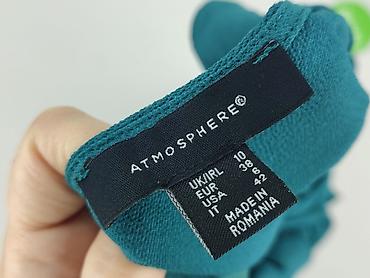 ATMOSPHERE®
UK/IRL 10
EUR 38
USA 6
IT 42
MADE IN
ROMANIA